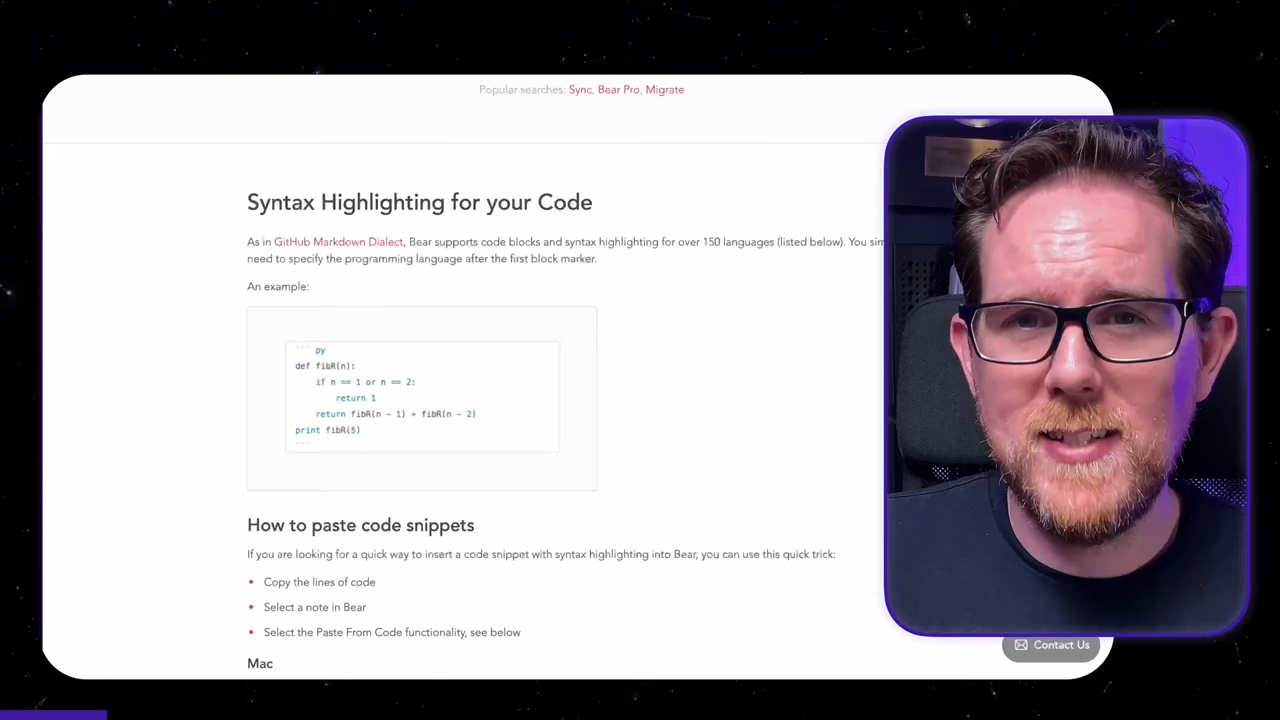 Popular searches: Sync, Bear Pro, Migrate
Syntax Highlighting for your Code
As in GitHub Markdown Dialect, Bear supports code blocks and syntax highlighting for over 150 languages (listed below). You sim
need to specify the programming language after the first block marker.
An example:
``` py
def fibR(n):
    if n == 1 or n == 2:
        return 1
    return fibR(n - 1) + fibR(n - 2)
print fibR(5)
```
How to paste code snippets
If you are looking for a quick way to insert a code snippet with syntax highlighting into Bear, you can use this quick trick:
• Copy the lines of code
• Select a note in Bear
• Select the Paste From Code functionality, see below
Contact Us
Mac